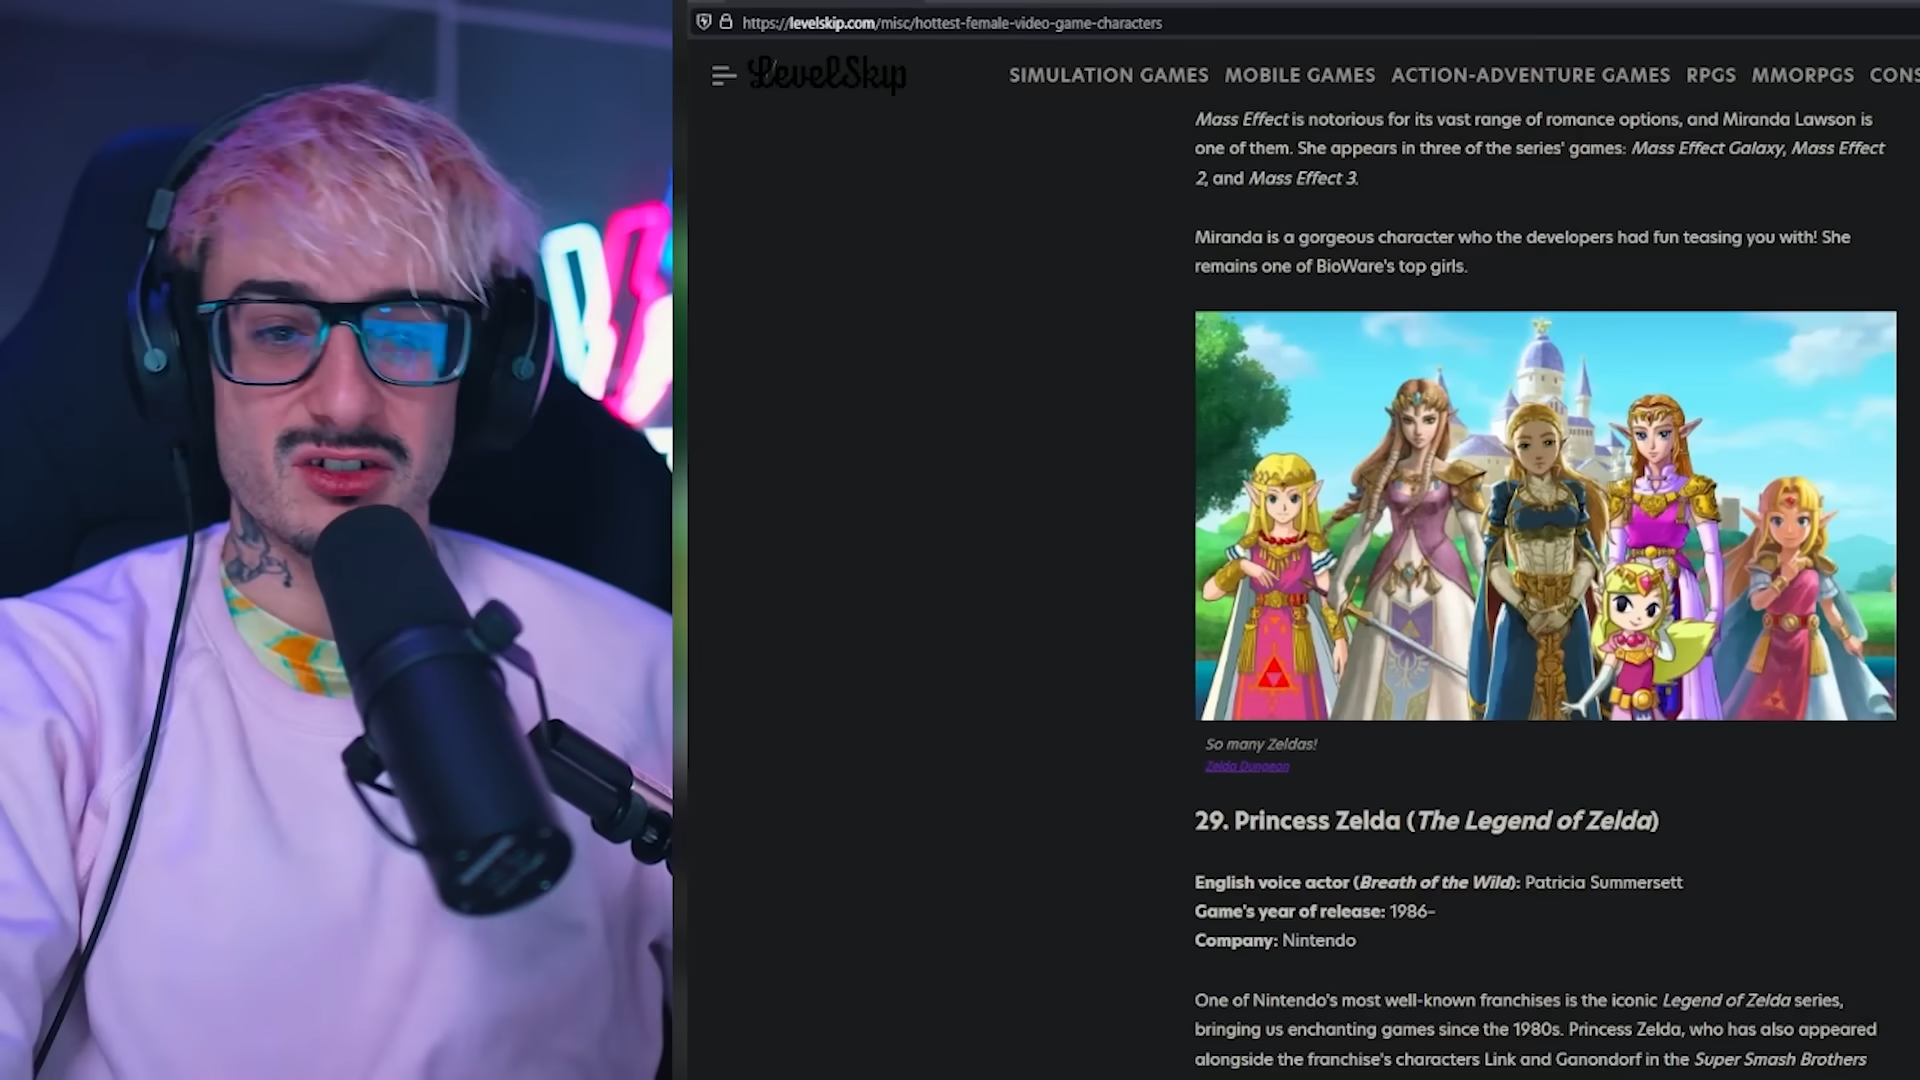 https://levelskip.com/misc/hottest-female-video-game-characters
LevelSkip
SIMULATION GAMES MOBILE GAMES ACTION-ADVENTURE GAMES RPGS MMORPGS CONS
Mass Effect is notorious for its vast range of romance options, and Miranda Lawson is
one of them. She appears in three of the series' games: Mass Effect Galaxy, Mass Effect
2, and Mass Effect 3.
Miranda is a gorgeous character who the developers had fun teasing you with! She
remains one of BioWare's top girls.
So many Zeldas!
Zelda Dungeon
29. Princess Zelda (The Legend of Zelda)
English voice actor (Breath of the Wild): Patricia Summersett
Game's year of release: 1986–
Company: Nintendo
One of Nintendo's most well-known franchises is the iconic Legend of Zelda series,
bringing us enchanting games since the 1980s. Princess Zelda, who has also appeared
alongside the franchise's characters Link and Ganondorf in the Super Smash Brothers